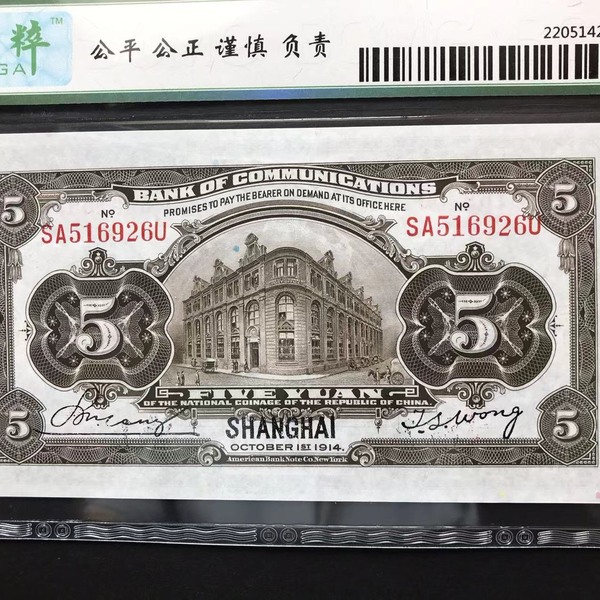 粹 ™
GA
公平 公正 谨慎 负责
2205142
BANK OF COMMUNICATIONS
PROMISES TO PAY THE BEARER ON DEMAND AT ITS OFFICE HERE
Nº Nº
SA516926U SA516926U
5 5
5 5
FIVE YUAN
OF THE NATIONAL COINAGE OF THE REPUBLIC OF CHINA.
5 T.S.Wong 5
SHANGHAI
OCTOBER 1ST 1914.
American Bank Note Co. New York